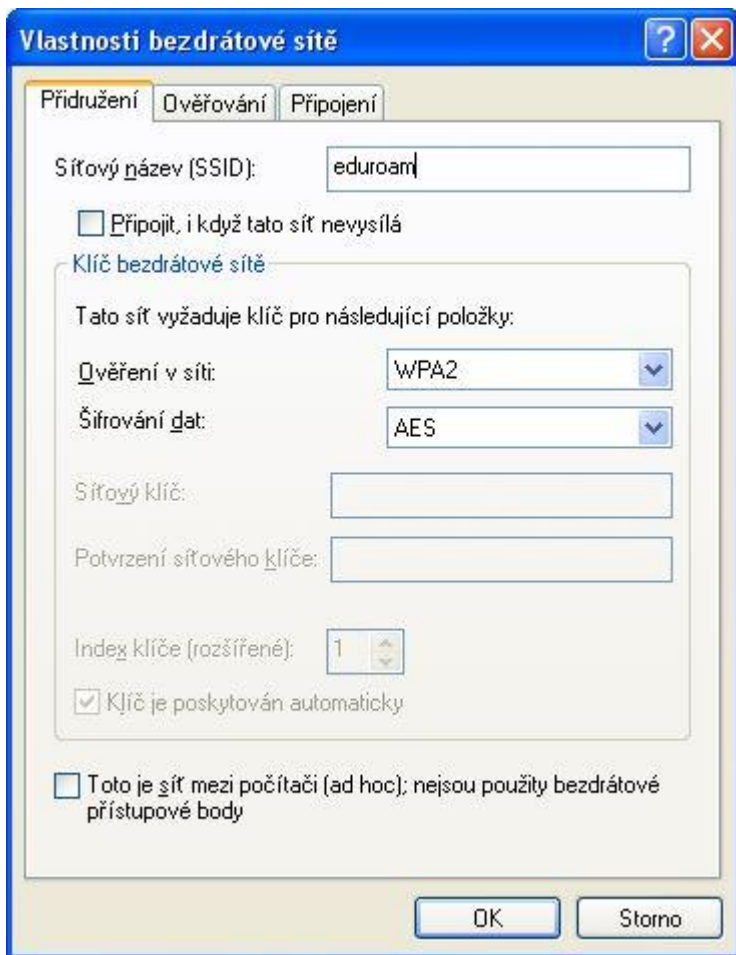 Vlastnosti bezdrátové sítě
Přidružení Ověřování Připojení
Síťový název (SSID): eduroam
Připojit, i když tato síť nevysílá
Klíč bezdrátové sítě
Tato síť vyžaduje klíč pro následující položky:
Ověření v síti: WPA2
Šifrování dat: AES
Síťový klíč:
Potvrzení síťového klíče:
Index klíče (rozšířené): 1
Klíč je poskytován automaticky
Toto je síť mezi počítači (ad hoc); nejsou použity bezdrátové
přístupové body
OK Storno